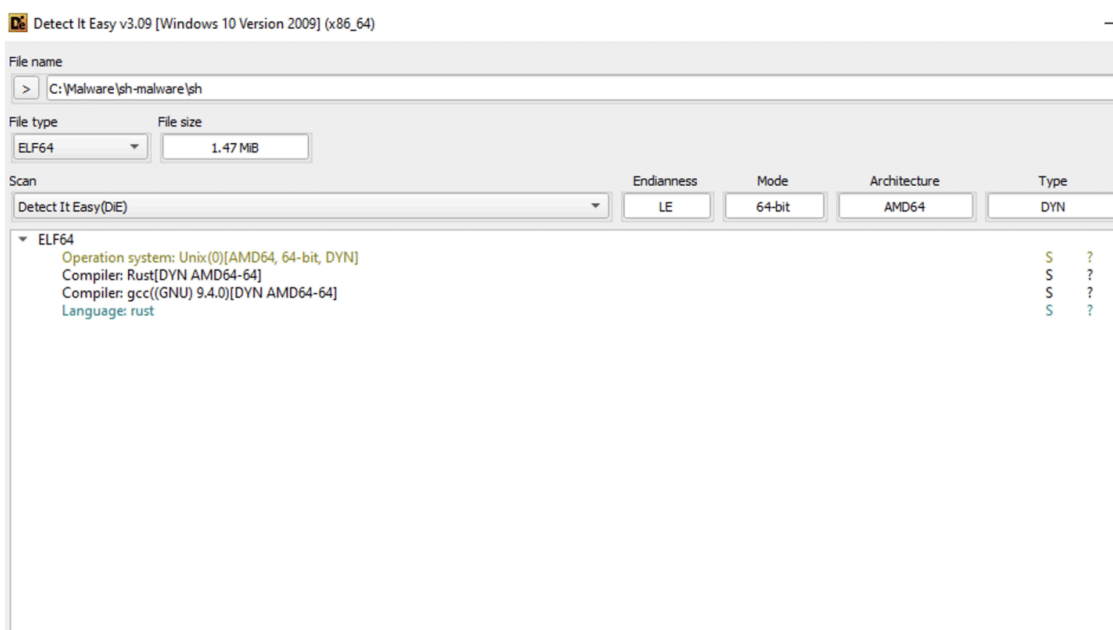 Detect It Easy v3.09 [Windows 10 Version 2009] (x86_64)
File name
> C:\Malware\sh-malware\sh
File type File size
ELF64 1.47 MiB
Scan Endianness Mode Architecture Type
Detect It Easy(DiE) LE 64-bit AMD64 DYN
ELF64
Operation system: Unix(0)[AMD64, 64-bit, DYN] S ?
Compiler: Rust[DYN AMD64-64] S ?
Compiler: gcc((GNU) 9.4.0)[DYN AMD64-64] S ?
Language: rust S ?